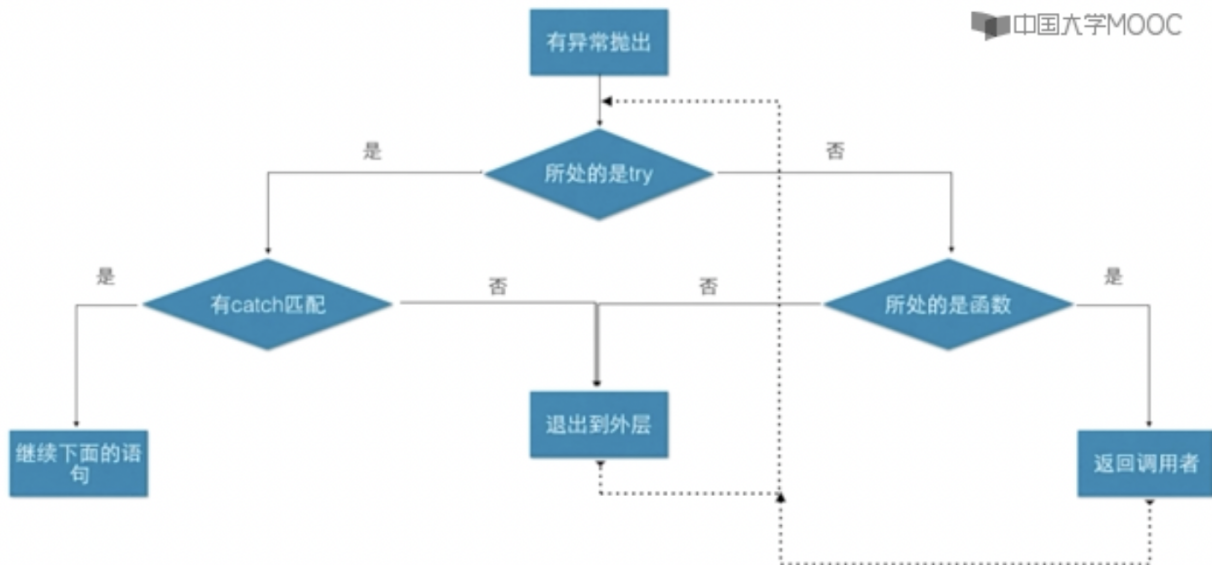 中国大学MOOC
有异常抛出
是
所处的是try
否
是
有catch匹配
否
否
所处的是函数
是
继续下面的语
句
退出到外层
返回调用者